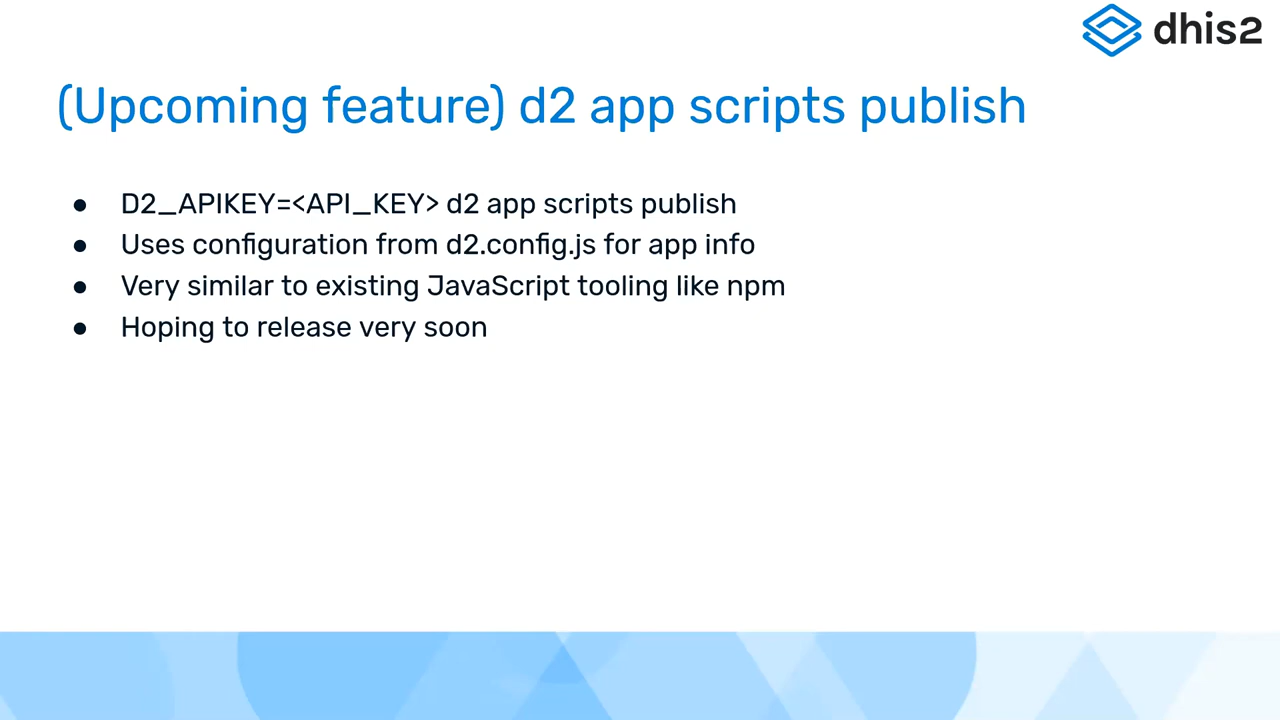 dhis2
(Upcoming feature) d2 app scripts publish
● D2_APIKEY=<API_KEY> d2 app scripts publish
● Uses configuration from d2.config.js for app info
● Very similar to existing JavaScript tooling like npm
● Hoping to release very soon